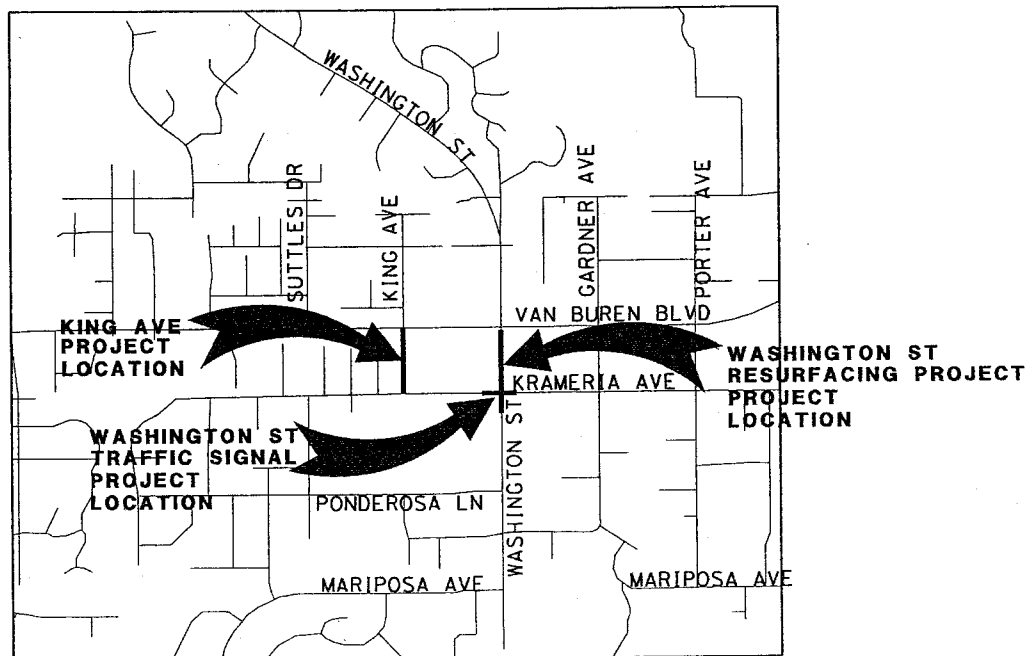 WASHINGTON ST
SUTTLES DR
KING AVE
GARDNER AVE
PORTER AVE
VAN BUREN BLVD
KING AVE
PROJECT
LOCATION
WASHINGTON ST
RESURFACING PROJECT
PROJECT
LOCATION
KRAMERIA AVE
WASHINGTON ST
TRAFFIC SIGNAL
PROJECT
LOCATION
WASHINGTON ST
PONDEROSA LN
MARIPOSA AVE
MARIPOSA AVE